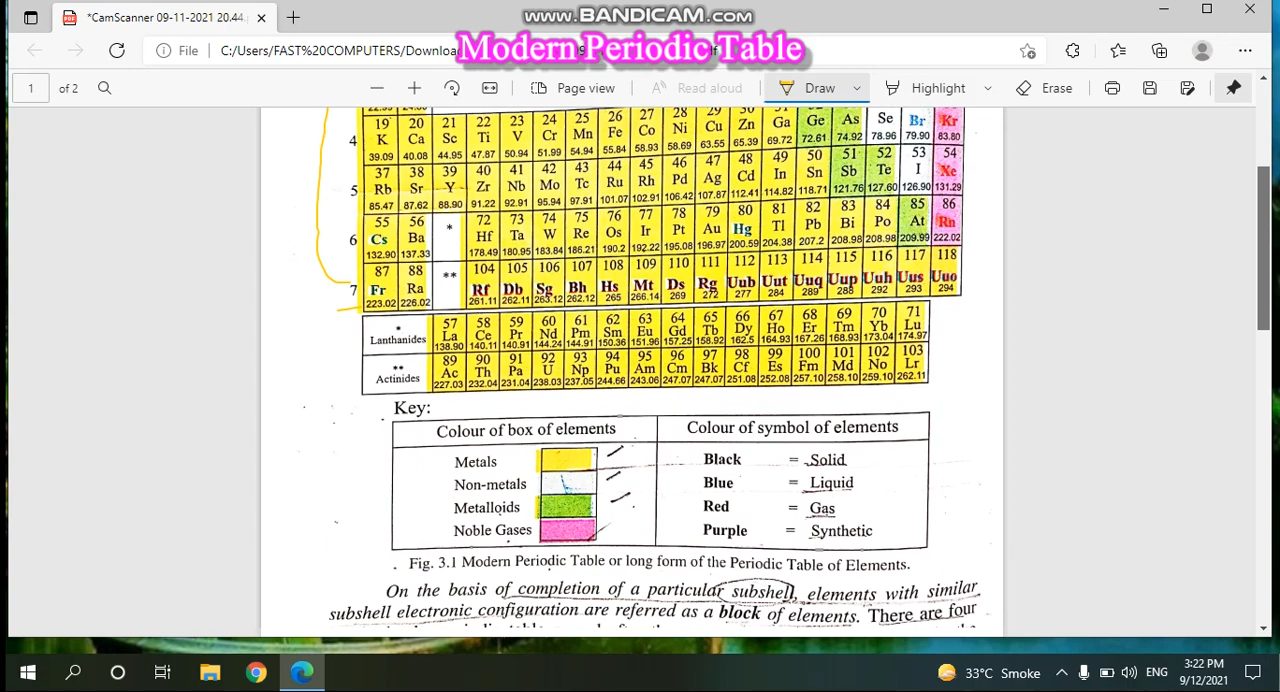 *CamScanner 09-11-2021 20.44.
www.BANDICAM.com
File C:/Users/FAST%20COMPUTERS/Downloa
Modern Periodic Table
1 of 2 Page view Read aloud Draw Highlight Erase
19 20 21 22 23 24 25 26 27 28 29 30
4 K Ca Sc Ti V Cr Mn Fe Co Ni Cu Zn Ga Ge As Se Br Kr
39.09 40.08 44.95 47.87 50.94 51.99 54.94 55.84 58.93 58.69 63.55 65.39 69.72 72.61 74.92 78.96 79.90 83.80
37 38 39 40 41 42 43 44 45 46 47 48 49 50 51 52 53 54
5 Rb Sr Y Zr Nb Mo Tc Ru Rh Pd Ag Cd In Sn Sb Te I Xe
85.47 87.62 88.90 91.22 92.91 95.94 97.91 101.07 102.91 106.42 107.87 112.41 114.82 118.71 121.76 127.60 126.90 131.29
55 56 * 72 73 74 75 76 77 78 79 80 81 82 83 84 85 86
6 Cs Ba Hf Ta W Re Os Ir Pt Au Hg Tl Pb Bi Po At Rn
132.90 137.33 178.49 180.95 183.84 186.21 190.2 192.22 195.08 196.97 200.59 204.38 207.2 208.98 208.98 209.99 222.02
87 88 ** 104 105 106 107 108 109 110 111 112 113 114 115 116 117 118
7 Fr Ra Rf Db Sg Bh Hs Mt Ds Rg Uub Uut Uuq Uup Uuh Uus Uuo
223.02 226.02 261.11 262.11 263.12 262.12 265 266.14 269 272 277 284 289 288 292 293 294
* 57 58 59 60 61 62 63 64 65 66 67 68 69 70 71
Lanthanides La Ce Pr Nd Pm Sm Eu Gd Tb Dy Ho Er Tm Yb Lu
138.90 140.11 140.91 144.24 144.91 150.36 151.96 157.25 158.92 162.5 164.93 167.26 168.93 173.04 174.97
** 89 90 91 92 93 94 95 96 97 98 99 100 101 102 103
Actinides Ac Th Pa U Np Pu Am Cm Bk Cf Es Fm Md No Lr
227.03 232.04 231.04 238.03 237.05 244.66 243.06 247.07 247.07 251.08 252.08 257.10 258.10 259.10 262.11
Key:
Colour of box of elements Colour of symbol of elements
Metals Black = Solid
Non-metals Blue = Liquid
Metalloids Red = Gas
Noble Gases Purple = Synthetic
Fig. 3.1 Modern Periodic Table or long form of the Periodic Table of Elements.
On the basis of completion of a particular subshell, elements with similar
subshell electronic configuration are referred as a block of elements. There are four
33°C Smoke ENG 3:22 PM
9/12/2021